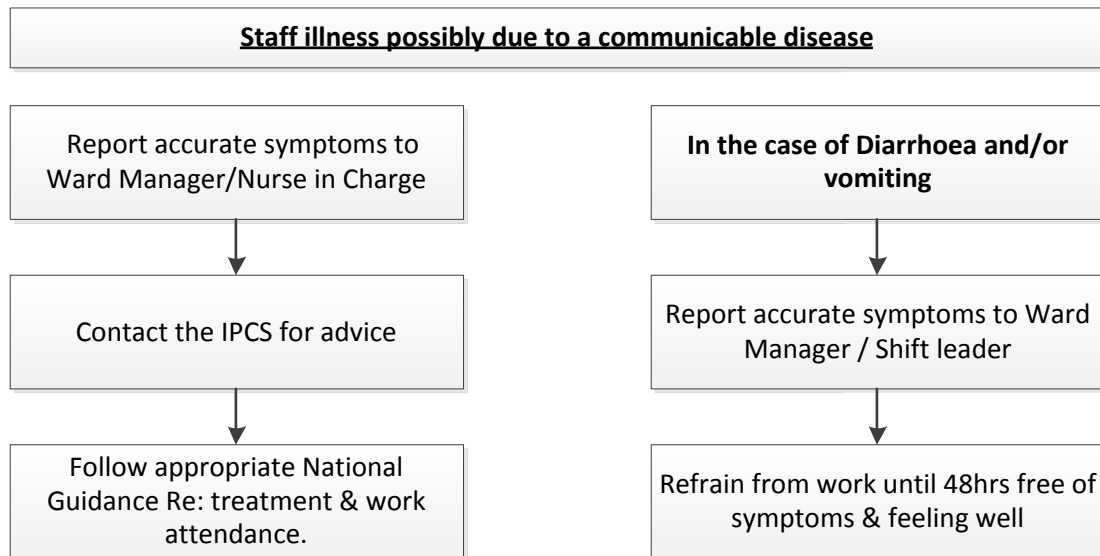 Staff illness possibly due to a communicable disease
Report accurate symptoms to
Ward Manager/Nurse in Charge
Contact the IPCS for advice
Follow appropriate National
Guidance Re: treatment & work
attendance.
In the case of Diarrhoea and/or
vomiting
Report accurate symptoms to Ward
Manager / Shift leader
Refrain from work until 48hrs free of
symptoms & feeling well